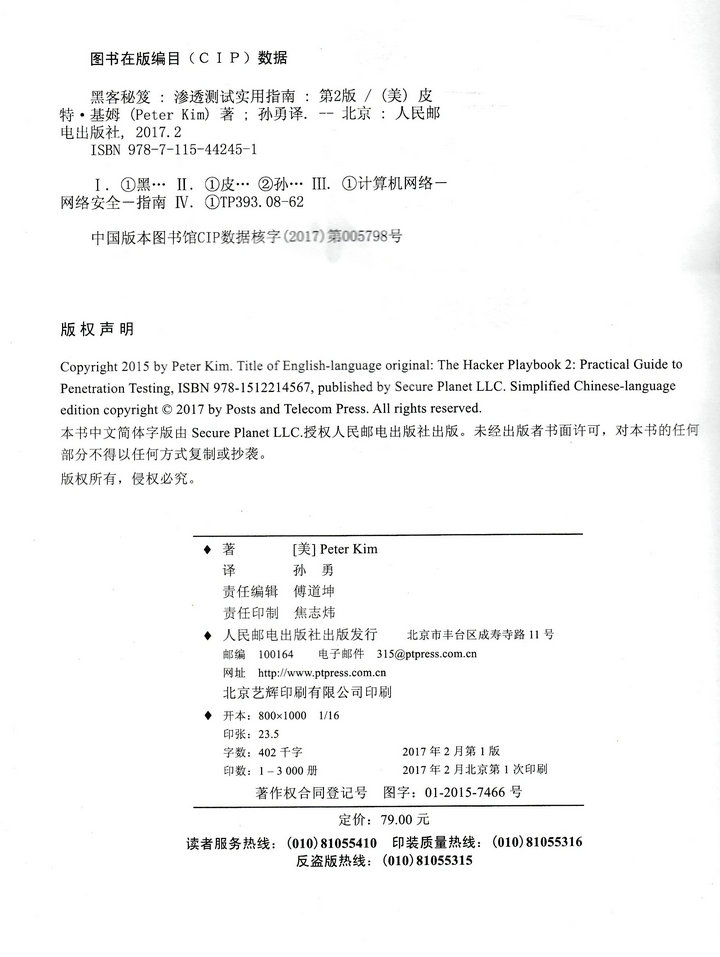 图书在版编目(CIP)数据
黑客秘笈：渗透测试实用指南：第2版 / (美) 皮
特·基姆 (Peter Kim) 著；孙勇译. -- 北京：人民邮
电出版社, 2017.2
ISBN 978-7-115-44245-1
Ⅰ. ①黑… Ⅱ. ①皮… ②孙… Ⅲ. ①计算机网络－
网络安全－指南 Ⅳ. ①TP393.08-62
中国版本图书馆CIP数据核字(2017)第005798号
版权声明
Copyright 2015 by Peter Kim. Title of English-language original: The Hacker Playbook 2: Practical Guide to
Penetration Testing, ISBN 978-1512214567, published by Secure Planet LLC. Simplified Chinese-language
edition copyright © 2017 by Posts and Telecom Press. All rights reserved.
本书中文简体字版由 Secure Planet LLC.授权人民邮电出版社出版。未经出版者书面许可，对本书的任何
部分不得以任何方式复制或抄袭。
版权所有，侵权必究。
♦ 著 [美] Peter Kim
译 孙 勇
责任编辑 傅道坤
责任印制 焦志炜
♦ 人民邮电出版社出版发行 北京市丰台区成寿寺路 11 号
邮编 100164 电子邮件 315@ptpress.com.cn
网址 http://www.ptpress.com.cn
北京艺辉印刷有限公司印刷
♦ 开本：800×1000 1/16
印张：23.5
字数：402 千字 2017 年 2 月第 1 版
印数：1－3 000 册 2017 年 2 月北京第 1 次印刷
著作权合同登记号 图字：01-2015-7466 号
定价：79.00 元
读者服务热线：(010)81055410 印装质量热线：(010)81055316
反盗版热线：(010)81055315